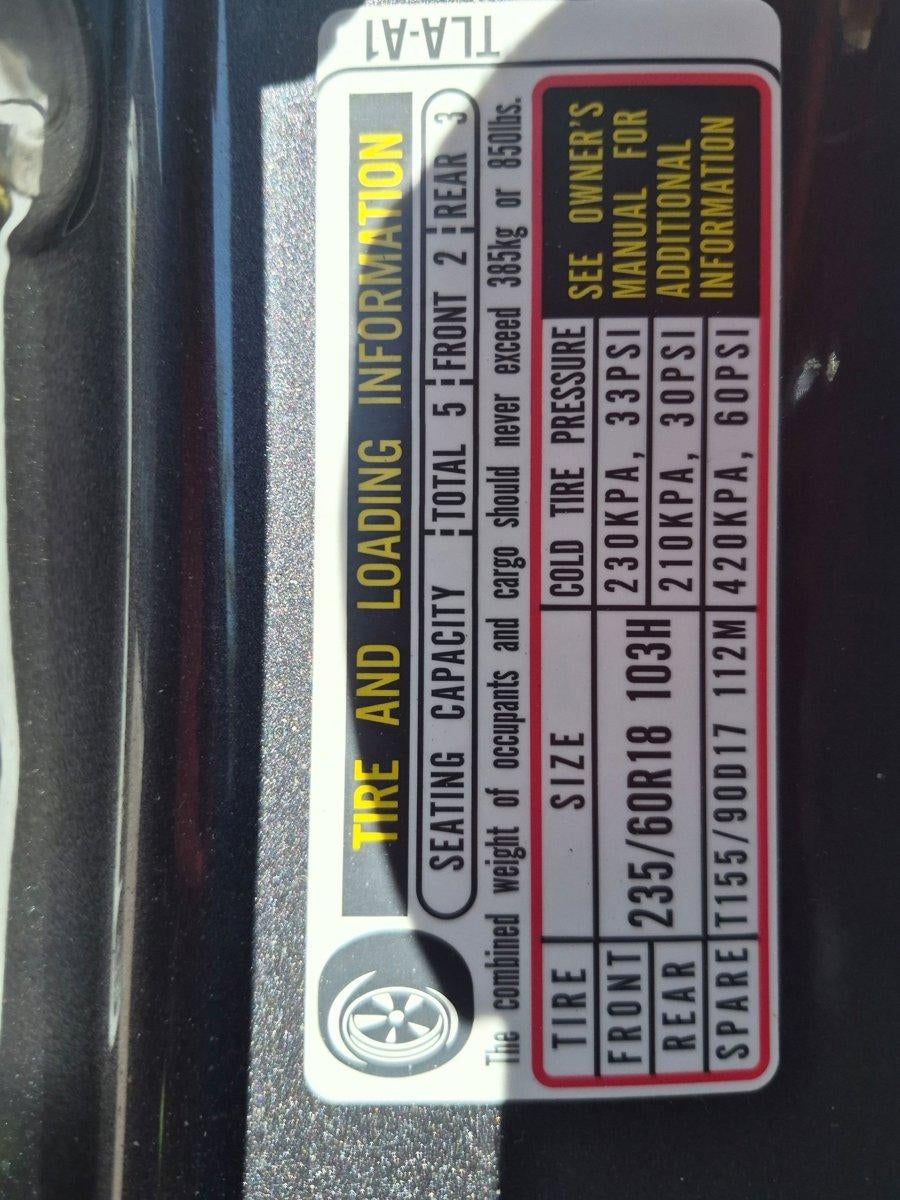 TLA-A1
TIRE AND LOADING INFORMATION
SEATING CAPACITY TOTAL 5 FRONT 2 REAR 3
The combined weight of occupants and cargo should never exceed 385kg or 850lbs.
TIRE SIZE COLD TIRE PRESSURE
FRONT 235/60R18 103H 230KPA, 33PSI
REAR 210KPA, 30PSI
SPARE T155/90D17 112M 420KPA, 60PSI
SEE OWNER'S
MANUAL FOR
ADDITIONAL
INFORMATION